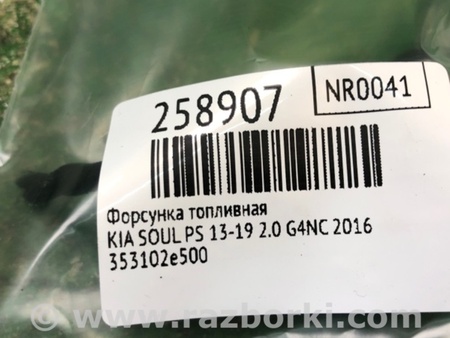 258907
NR0041
Форсунка топливная
KIA SOUL PS 13-19 2.0 G4NC 2016
353102e500
© www.razborki.com